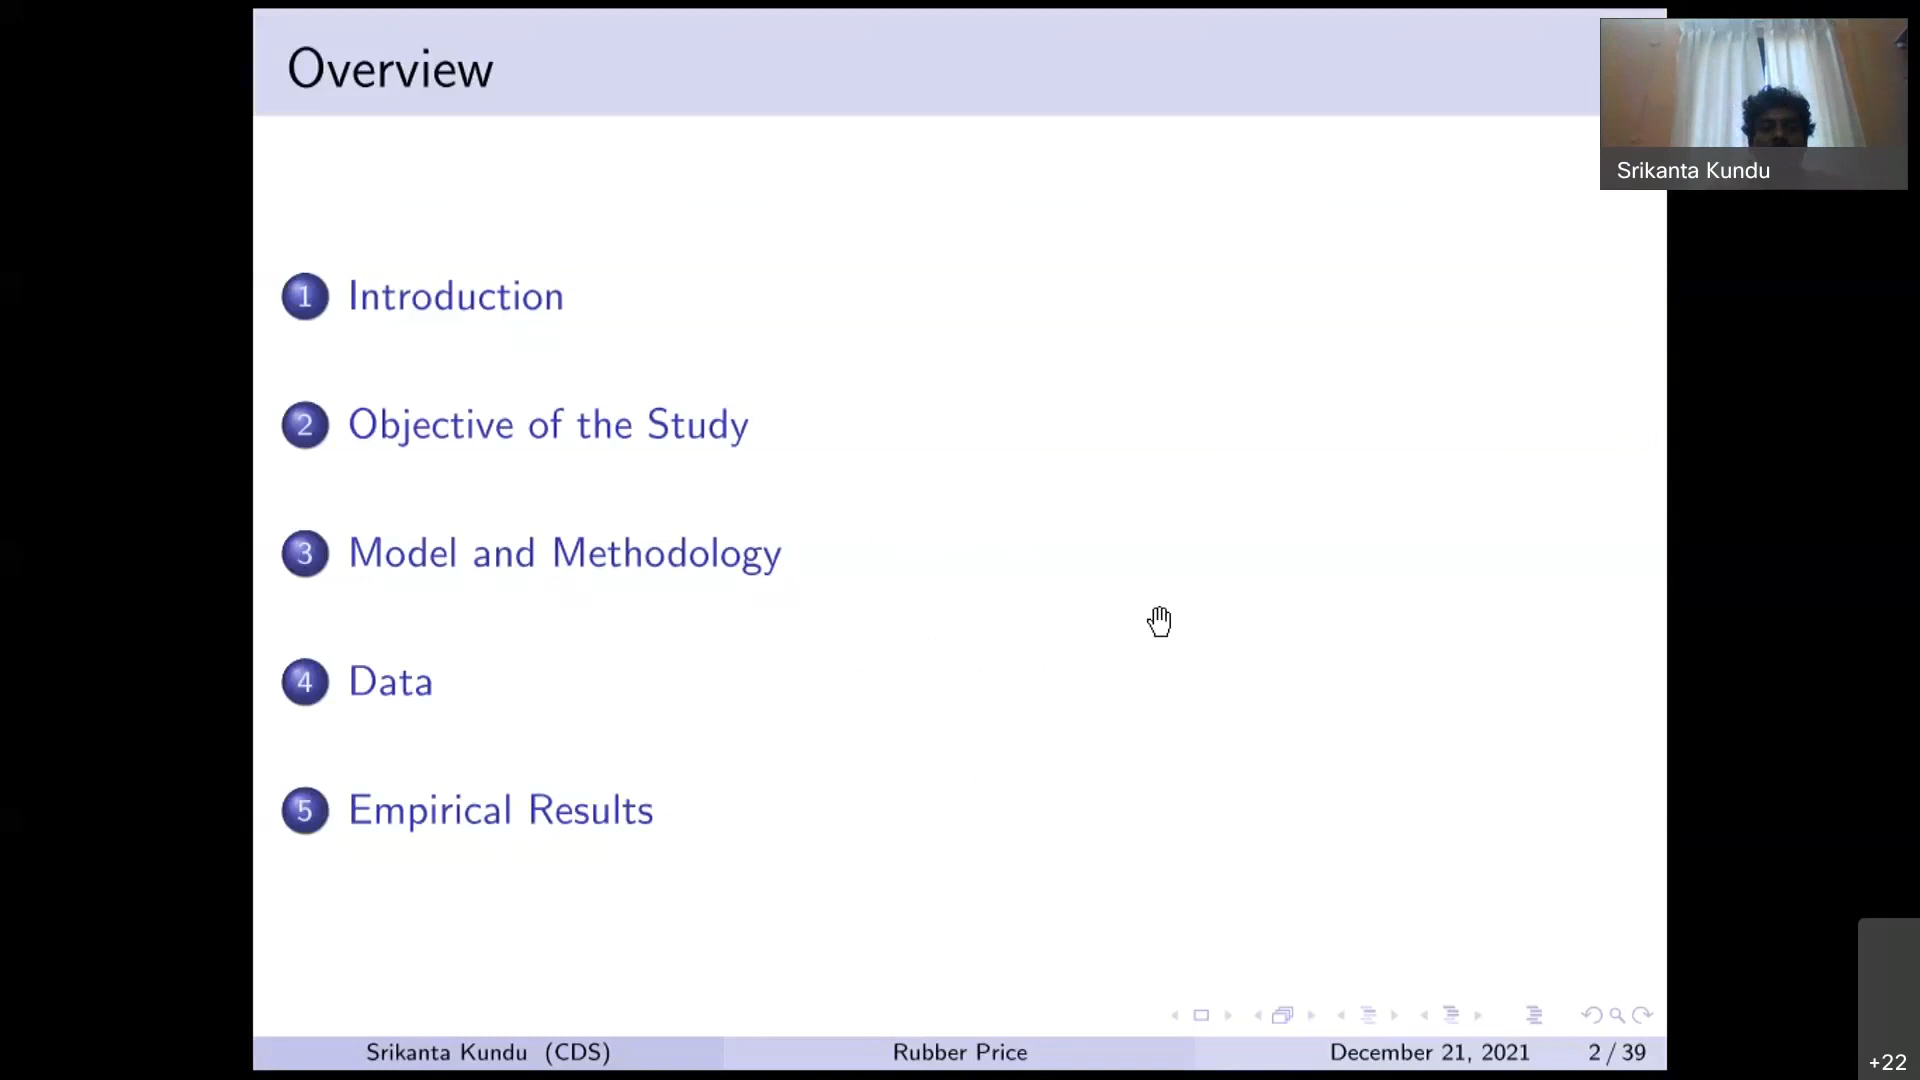 Overview
Srikanta Kundu
1 Introduction
2 Objective of the Study
3 Model and Methodology
4 Data
5 Empirical Results
Srikanta Kundu (CDS) Rubber Price December 21, 2021 2 / 39
+22